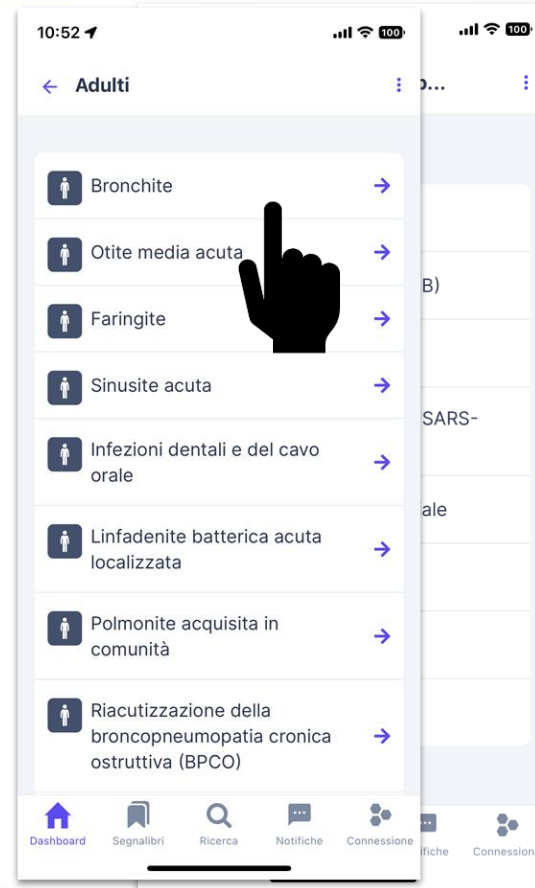 10:52
100
Adulti
Bronchite
Otite media acuta
Faringite
Sinusite acuta
Infezioni dentali e del cavo
orale
Linfadenite batterica acuta
localizzata
Polmonite acquisita in
comunità
Riacutizzazione della
broncopneumopatia cronica
ostruttiva (BPCO)
Dashboard
Segnalibri
Ricerca
Notifiche
Connessione
100
...
B)
SARS-
ale
ifiche
Connession